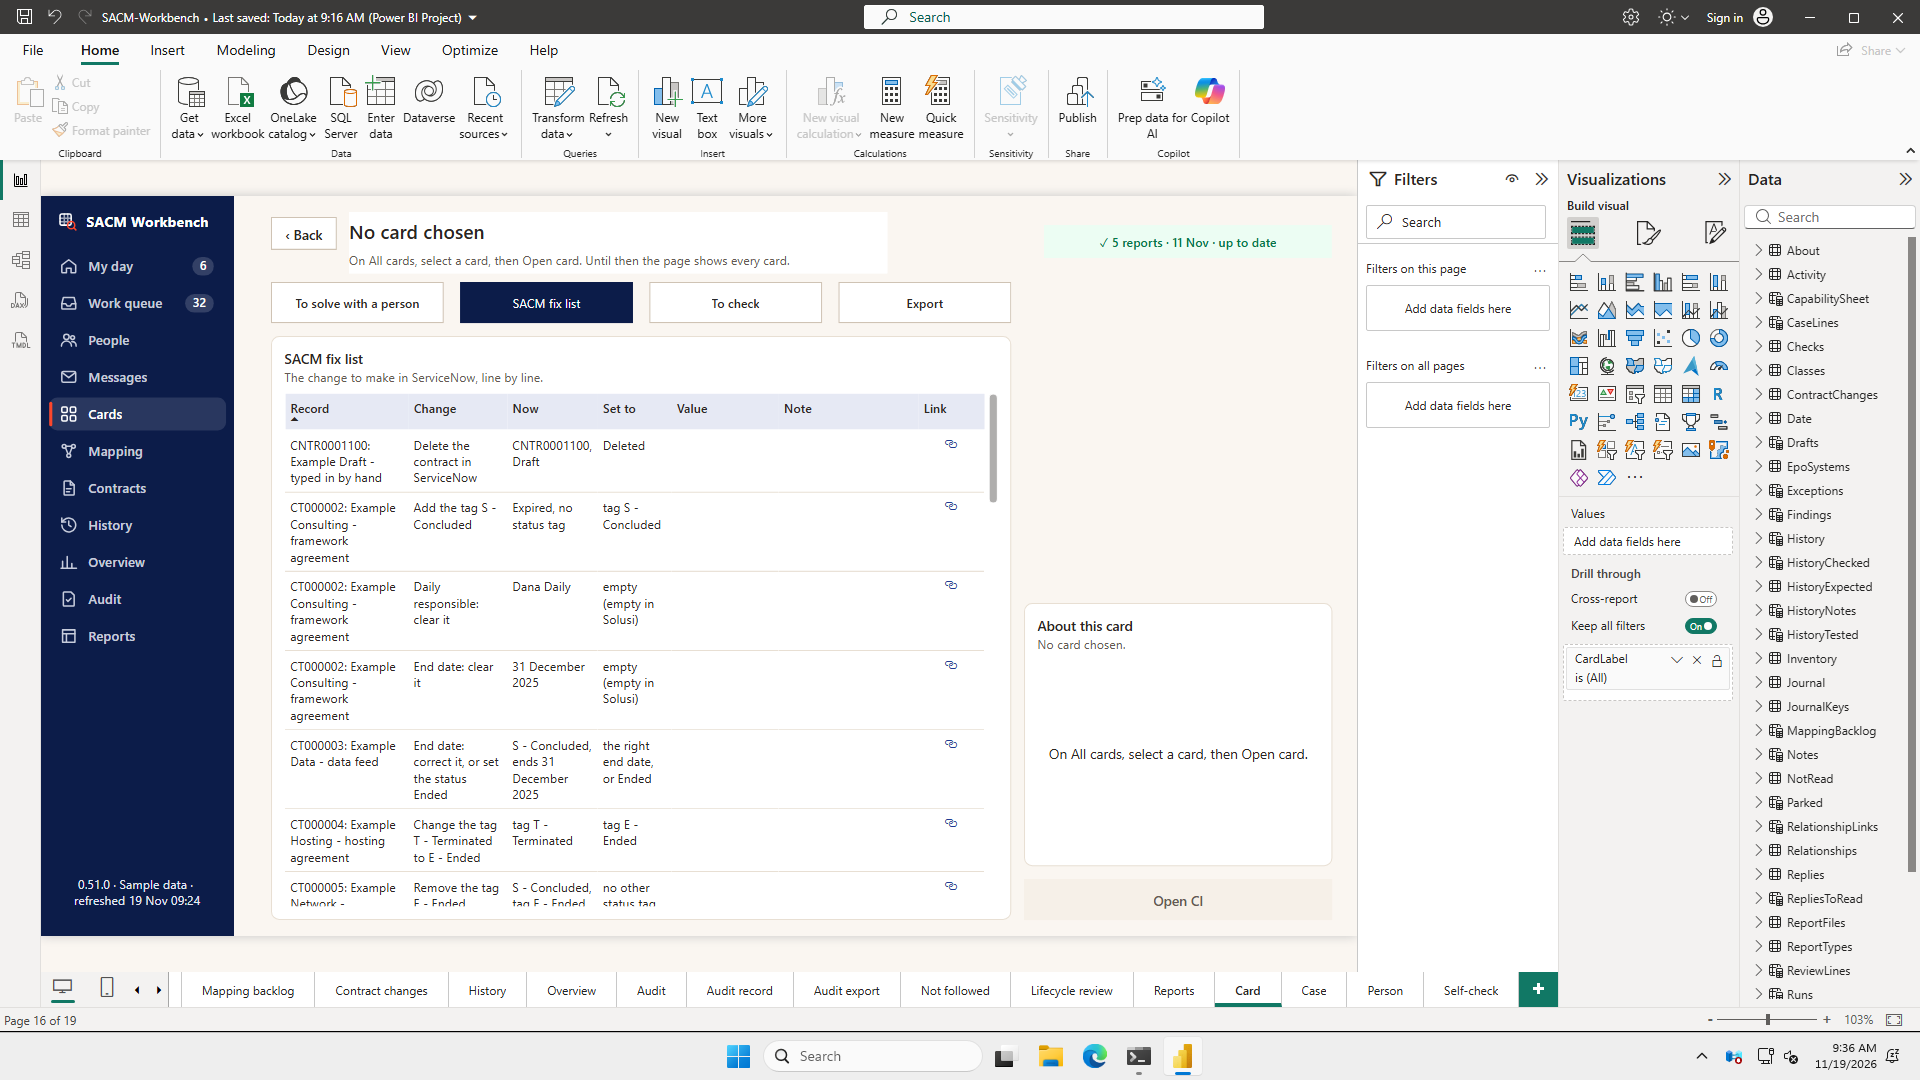 SACM-Workbench • Last saved: Today at 9:16 AM (Power BI Project)
Search
Sign in
File
Home
Insert
Modeling
Design
View
Optimize
Help
Share
Paste
Cut
Copy
Format painter
Clipboard
Get data
Excel workbook
OneLake catalog
SQL Server
Enter data
Dataverse
Recent sources
Data
Transform data
Refresh
Queries
New visual
Text box
More visuals
Insert
New visual calculation
New measure
Quick measure
Calculations
Sensitivity
Sensitivity
Publish
Share
Prep data for AI
Copilot
Copilot
SACM Workbench
My day 6
Work queue 32
People
Messages
Cards
Mapping
Contracts
History
Overview
Audit
Reports
0.51.0 · Sample data ·
refreshed 19 Nov 09:24
‹ Back
No card chosen
On All cards, select a card, then Open card. Until then the page shows every card.
✓ 5 reports · 11 Nov · up to date
To solve with a person
SACM fix list
To check
Export
SACM fix list
The change to make in ServiceNow, line by line.
Record Change Now Set to Value Note Link
CNTR0001100: Delete the CNTR0001100, Deleted
Example Draft - contract in Draft
typed in by hand ServiceNow
CT000002: Example Add the tag S - Expired, no tag S -
Consulting - Concluded status tag Concluded
framework
agreement
CT000002: Example Daily Dana Daily empty
Consulting - responsible: (empty in
framework clear it Solusi)
agreement
CT000002: Example End date: clear 31 December empty
Consulting - it 2025 (empty in
framework Solusi)
agreement
CT000003: Example End date: S - Concluded, the right
Data - data feed correct it, or set ends 31 end date,
the status December or Ended
Ended 2025
CT000004: Example Change the tag tag T - tag E -
Hosting - hosting T - Terminated Terminated Ended
agreement to E - Ended
CT000005: Example Remove the tag S - Concluded, no other
Network - E - Ended tag E - Ended status tag
About this card
No card chosen.
On All cards, select a card, then Open card.
Open CI
Filters
Search
Filters on this page ...
Add data fields here
Filters on all pages ...
Add data fields here
Visualizations
Build visual
R
Py
...
Values
Add data fields here
Drill through
Cross-report Off
Keep all filters On
CardLabel
is (All)
Data
Search
About
Activity
CapabilitySheet
CaseLines
Checks
Classes
ContractChanges
Date
Drafts
EpoSystems
Exceptions
Findings
History
HistoryChecked
HistoryExpected
HistoryNotes
HistoryTested
Inventory
Journal
JournalKeys
MappingBacklog
Notes
NotRead
Parked
RelationshipLinks
Relationships
Replies
RepliesToRead
ReportFiles
ReportTypes
ReviewLines
Runs
Mapping backlog
Contract changes
History
Overview
Audit
Audit record
Audit export
Not followed
Lifecycle review
Reports
Card
Case
Person
Self-check
+
Page 16 of 19
- + 103%
Search
9:36 AM
11/19/2026